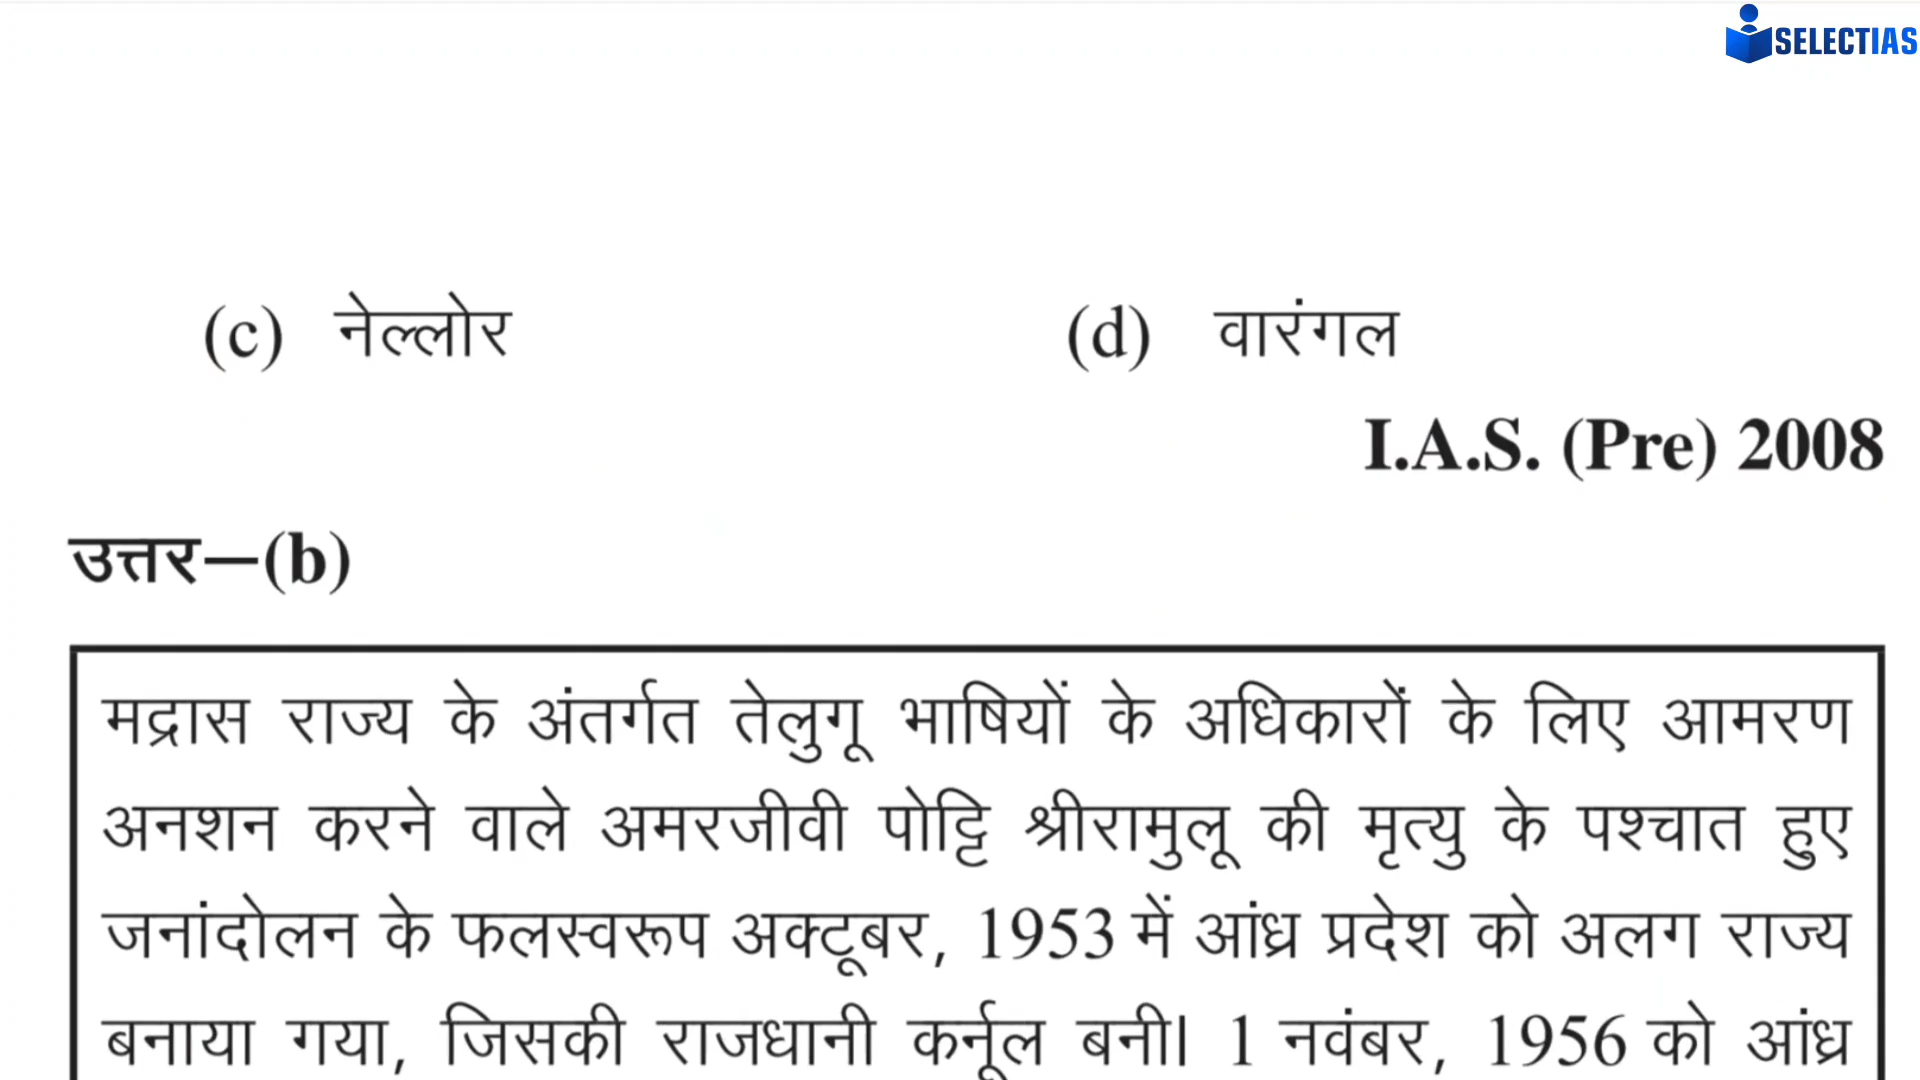 SELECTIAS
(c) नेल्लोर (d) वारंगल
I.A.S. (Pre) 2008
उत्तर—(b)
मद्रास राज्य के अंतर्गत तेलुगू भाषियों के अधिकारों के लिए आमरण
अनशन करने वाले अमरजीवी पोट्टि श्रीरामुलू की मृत्यु के पश्चात हुए
जनांदोलन के फलस्वरूप अक्टूबर, 1953 में आंध्र प्रदेश को अलग राज्य
बनाया गया, जिसकी राजधानी कर्नूल बनी। 1 नवंबर, 1956 को आंध्र